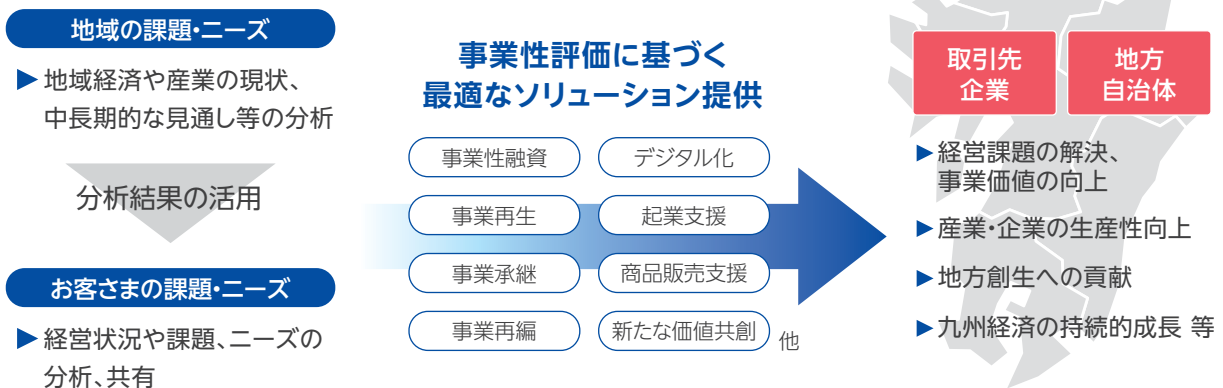 地域の課題・ニーズ
▶地域経済や産業の現状、
中長期的な見通し等の分析
分析結果の活用
お客さまの課題・ニーズ
▶経営状況や課題、ニーズの
分析、共有
事業性評価に基づく
最適なソリューション提供
事業性融資
デジタル化
事業再生
起業支援
事業承継
商品販売支援
事業再編
新たな価値共創
他
取引先
企業
地方
自治体
▶経営課題の解決、
事業価値の向上
▶産業・企業の生産性向上
▶地方創生への貢献
▶九州経済の持続的成長 等